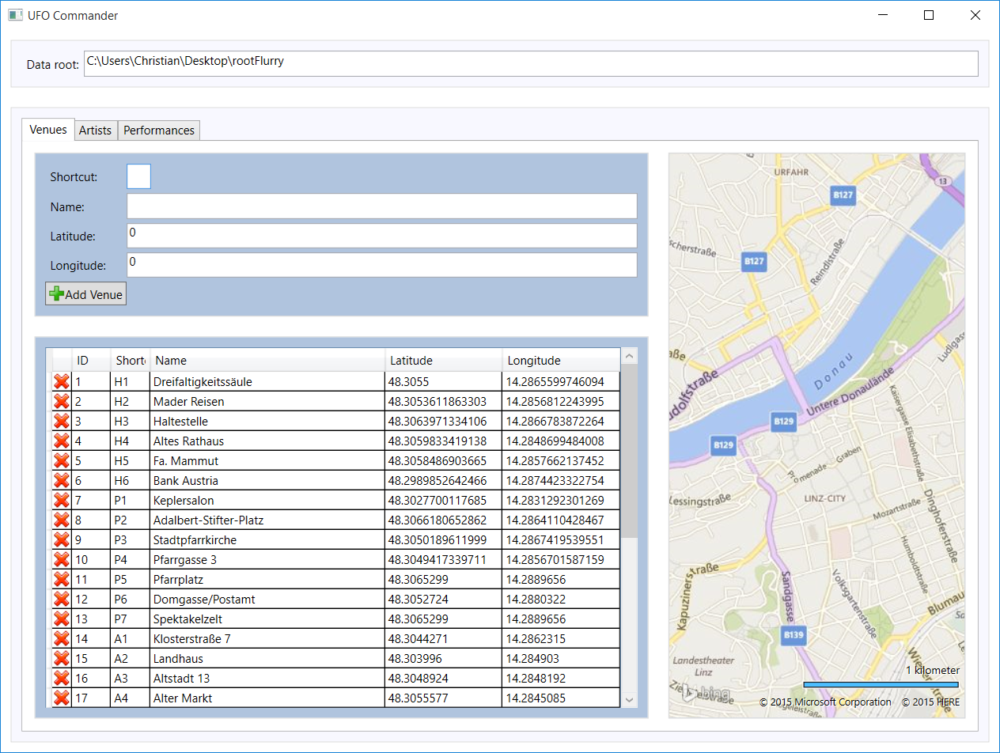 UFO Commander
Data root: C:\Users\Christian\Desktop\rootFlurry
Venues Artists Performances
Shortcut:
Name:
Latitude: 0
Longitude: 0
Add Venue
ID Shortc Name Latitude Longitude
1 H1 Dreifaltigkeitssäule 48.3055 14.2865599746094
2 H2 Mader Reisen 48.3053611863303 14.2856812243995
3 H3 Haltestelle 48.3063971334106 14.2866783872264
4 H4 Altes Rathaus 48.3059833419138 14.2848699484008
5 H5 Fa. Mammut 48.3058486903665 14.2857662137452
6 H6 Bank Austria 48.2989852642466 14.2874423322754
7 P1 Keplersalon 48.3027700117685 14.2831292301269
8 P2 Adalbert-Stifter-Platz 48.3066180652862 14.2864110428467
9 P3 Stadtpfarrkirche 48.3050189611999 14.2867419539551
10 P4 Pfarrgasse 3 48.3049417339711 14.2856701587159
11 P5 Pfarrplatz 48.3065299 14.2889656
12 P6 Domgasse/Postamt 48.3052724 14.2880322
13 P7 Spektakelzelt 48.3065299 14.2889656
14 A1 Klosterstraße 7 48.3044271 14.2862315
15 A2 Landhaus 48.303996 14.284903
16 A3 Altstadt 13 48.3048924 14.2848192
17 A4 Alter Markt 48.3055577 14.2845085
URFAHR
13
B127
scherstraße
B127
Reindlstraße
aße
Ludlgas
udolfstraße
Donau
Untere Donaulände
B129
B129
Kaisergasse Elisabethstraße
Promenade Graben
Lessingstraße
LINZ-CITY
Mozartstraße
Dinghoferstraße
Humboldtstraße
Kapuzinerstraße
Sandgasse
Volksgartenstraße
Blumau
B139
Landestheater
Linz
1 kilometer
bing
© 2015 Microsoft Corporation © 2015 HERE